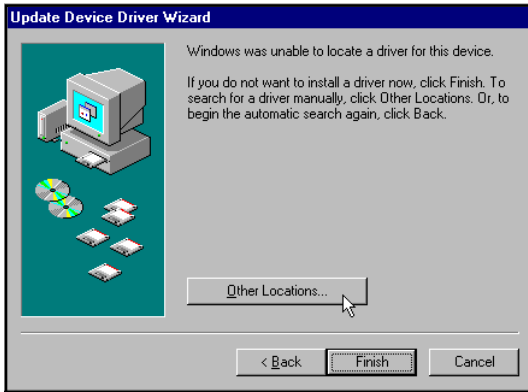 Update Device Driver Wizard
Windows was unable to locate a driver for this device.
If you do not want to install a driver now, click Finish. To
search for a driver manually, click Other Locations. Or, to
begin the automatic search again, click Back.
Other Locations...
< Back
Finish
Cancel